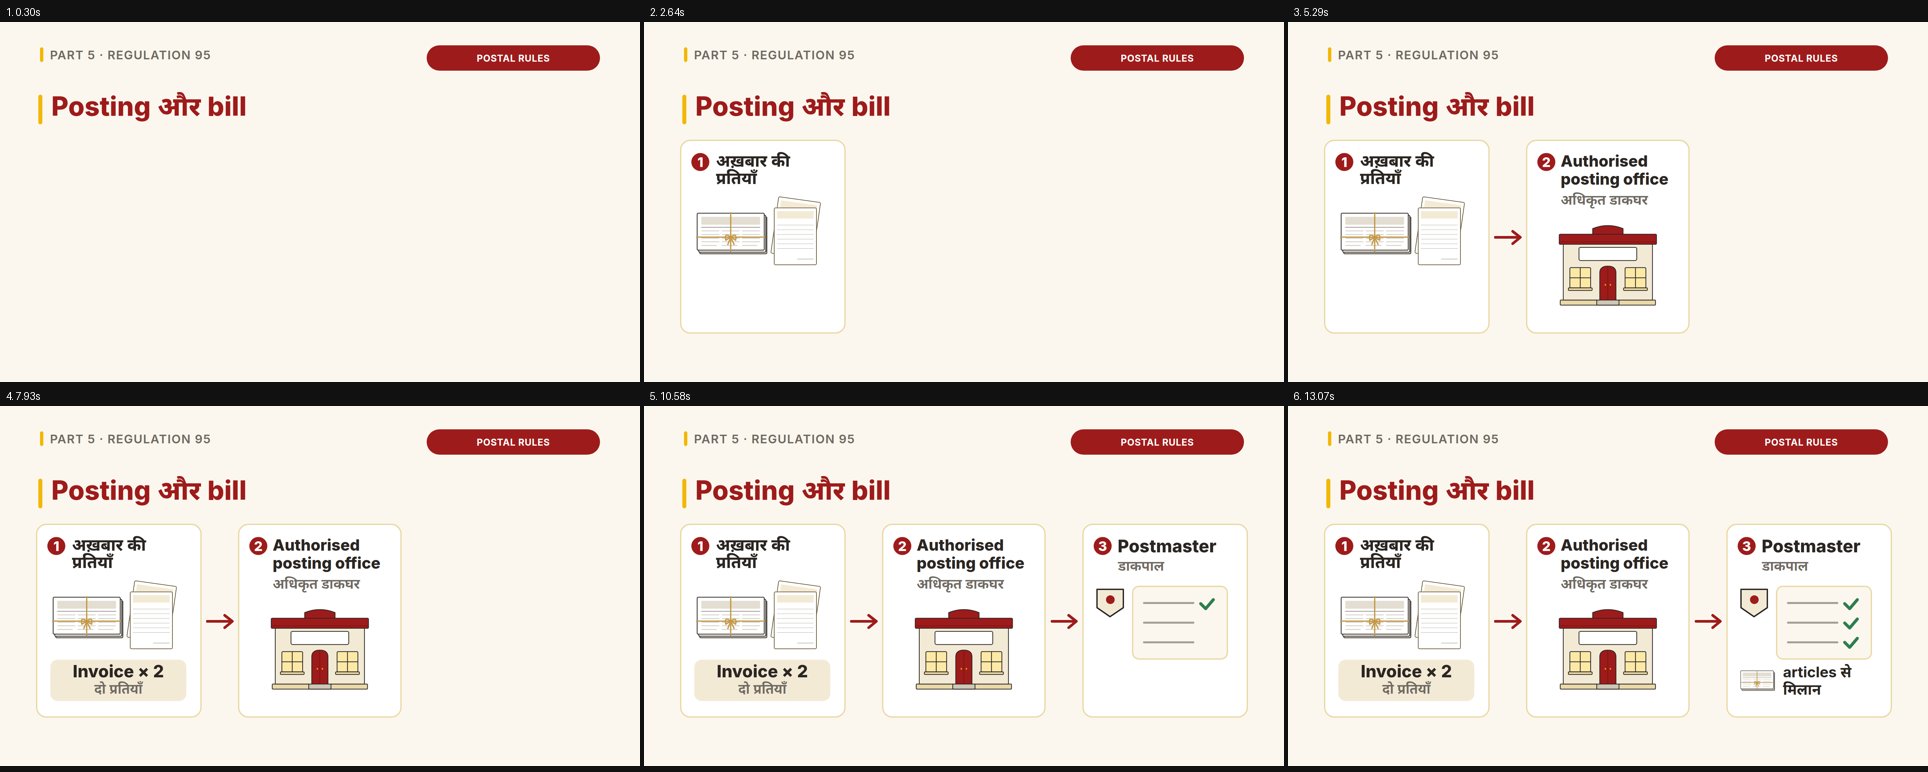 1. 0.30s
PART 5 · REGULATION 95
POSTAL RULES
Posting और bill
2. 2.64s
PART 5 · REGULATION 95
POSTAL RULES
Posting और bill
1 अख़बार की
प्रतियाँ
3. 5.29s
PART 5 · REGULATION 95
POSTAL RULES
Posting और bill
1 अख़बार की
प्रतियाँ
2 Authorised
posting office
अधिकृत डाकघर
4. 7.93s
PART 5 · REGULATION 95
POSTAL RULES
Posting और bill
1 अख़बार की
प्रतियाँ
Invoice × 2
दो प्रतियाँ
2 Authorised
posting office
अधिकृत डाकघर
5. 10.58s
PART 5 · REGULATION 95
POSTAL RULES
Posting और bill
1 अख़बार की
प्रतियाँ
Invoice × 2
दो प्रतियाँ
2 Authorised
posting office
अधिकृत डाकघर
3 Postmaster
डाकपाल
6. 13.07s
PART 5 · REGULATION 95
POSTAL RULES
Posting और bill
1 अख़बार की
प्रतियाँ
Invoice × 2
दो प्रतियाँ
2 Authorised
posting office
अधिकृत डाकघर
3 Postmaster
डाकपाल
articles से
मिलान